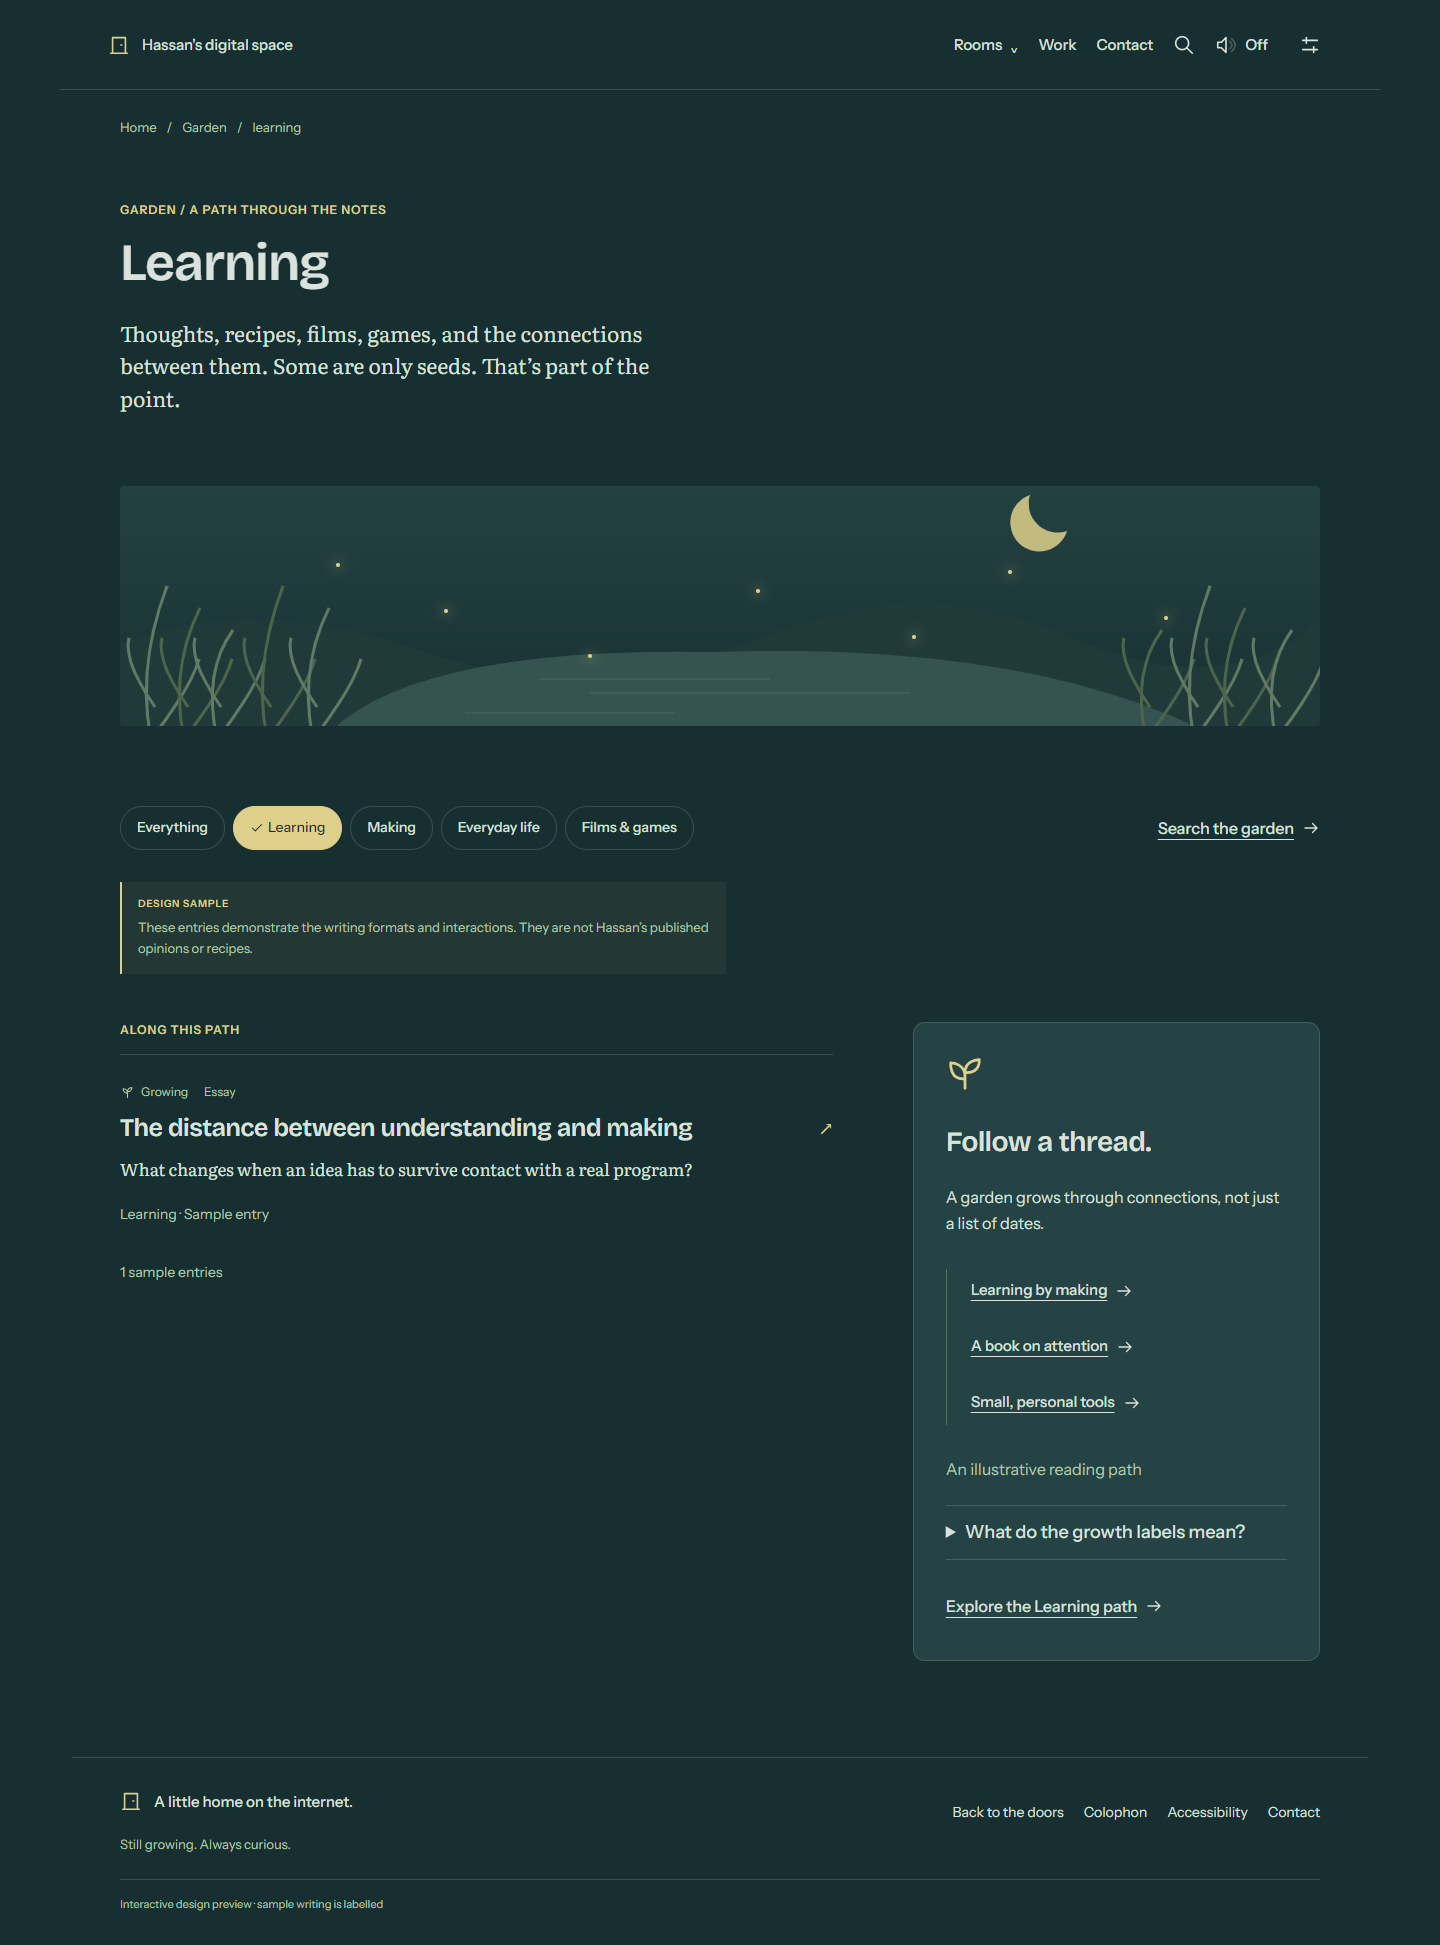 Hassan's digital space
Rooms Work Contact Off
Home / Garden / learning
GARDEN / A PATH THROUGH THE NOTES
Learning
Thoughts, recipes, films, games, and the connections
between them. Some are only seeds. That’s part of the
point.
Everything Learning Making Everyday life Films & games
Search the garden →
DESIGN SAMPLE
These entries demonstrate the writing formats and interactions. They are not Hassan’s published
opinions or recipes.
ALONG THIS PATH
Growing Essay
The distance between understanding and making ↗
What changes when an idea has to survive contact with a real program?
Learning · Sample entry
1 sample entries
Follow a thread.
A garden grows through connections, not just
a list of dates.
Learning by making →
A book on attention →
Small, personal tools →
An illustrative reading path
What do the growth labels mean?
Explore the Learning path →
A little home on the internet.
Still growing. Always curious.
Back to the doors Colophon Accessibility Contact
Interactive design preview · sample writing is labelled